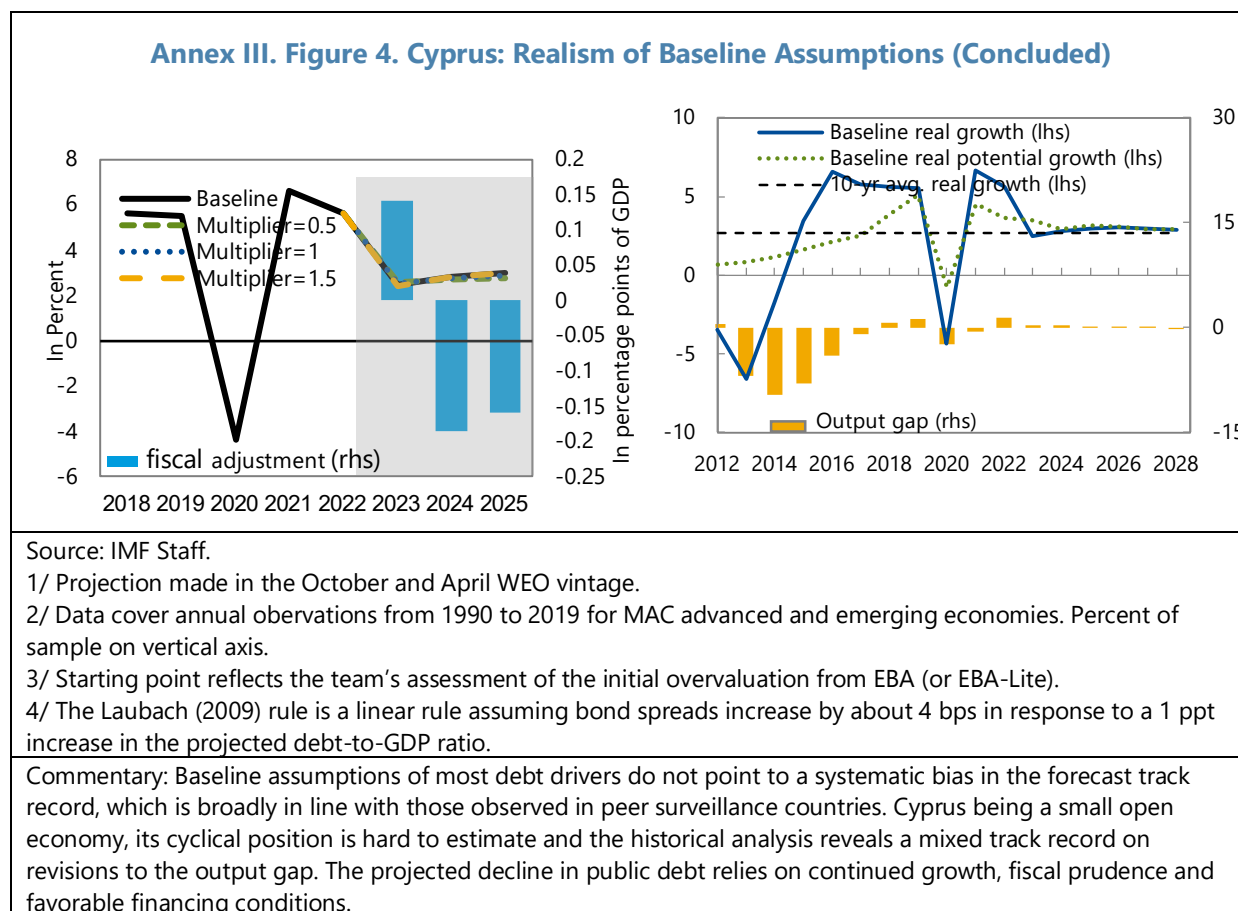 Annex III. Figure 4. Cyprus: Realism of Baseline Assumptions (Concluded)
8
6
4
2
0
-2
-4
-6
In Percent
Baseline
Multiplier=0.5
Multiplier=1
Multiplier=1.5
fiscal adjustment (rhs)
0.2
0.15
0.1
0.05
0
-0.05
-0.1
-0.15
-0.2
-0.25
In percentage points of GDP
2018 2019 2020 2021 2022 2023 2024 2025
10
5
0
-5
-10
Baseline real growth (lhs)
Baseline real potential growth (lhs)
10-yr avg. real growth (lhs)
Output gap (rhs)
30
15
0
-15
2012 2014 2016 2018 2020 2022 2024 2026 2028
Source: IMF Staff.
1/ Projection made in the October and April WEO vintage.
2/ Data cover annual obervations from 1990 to 2019 for MAC advanced and emerging economies. Percent of
sample on vertical axis.
3/ Starting point reflects the team’s assessment of the initial overvaluation from EBA (or EBA-Lite).
4/ The Laubach (2009) rule is a linear rule assuming bond spreads increase by about 4 bps in response to a 1 ppt
increase in the projected debt-to-GDP ratio.
Commentary: Baseline assumptions of most debt drivers do not point to a systematic bias in the forecast track
record, which is broadly in line with those observed in peer surveillance countries. Cyprus being a small open
economy, its cyclical position is hard to estimate and the historical analysis reveals a mixed track record on
revisions to the output gap. The projected decline in public debt relies on continued growth, fiscal prudence and
favorable financing conditions.